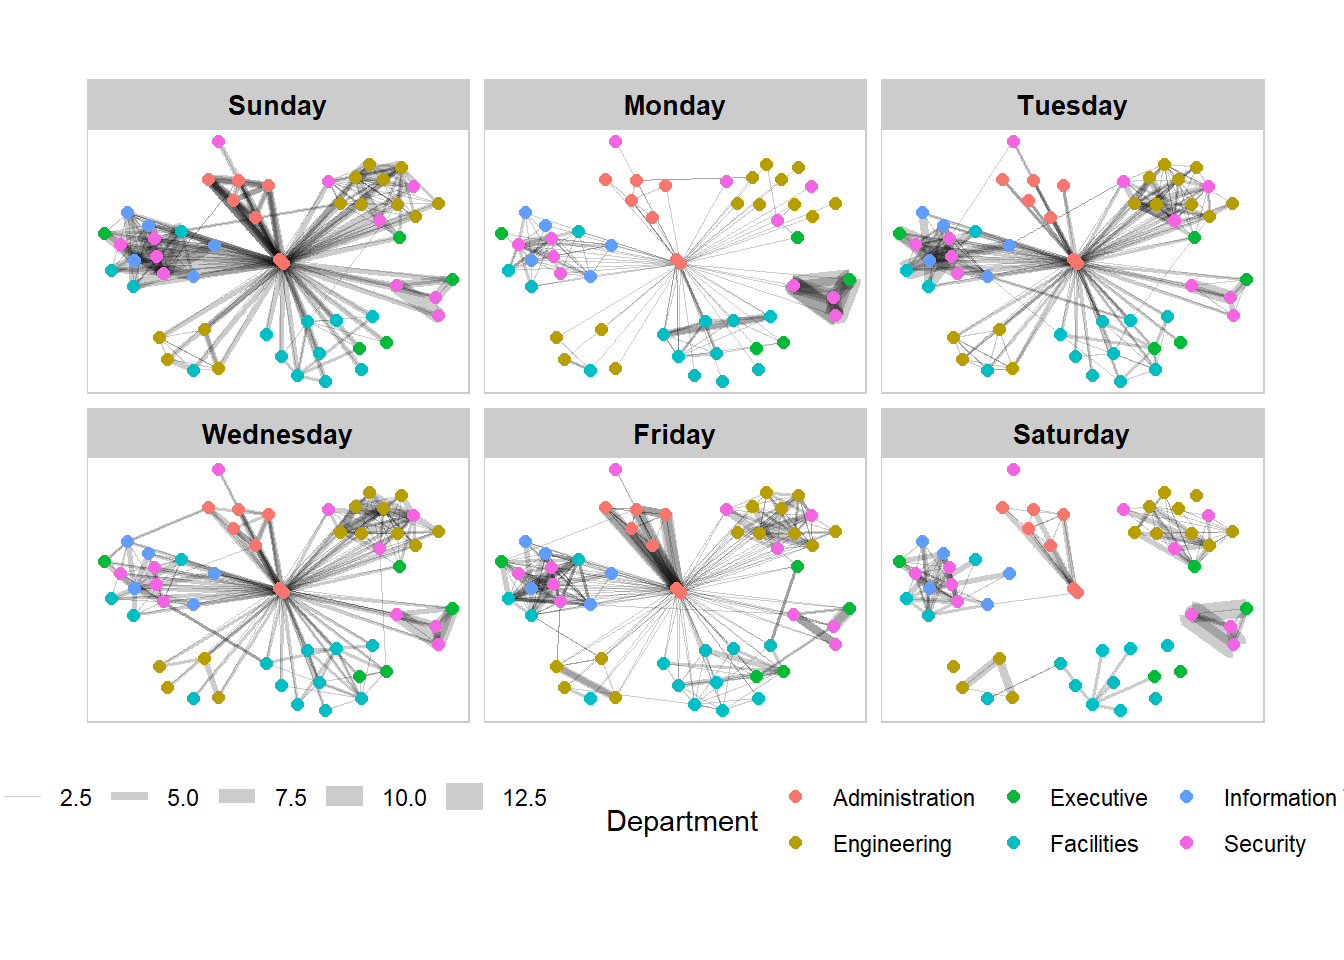 Sunday
Monday
Tuesday
Wednesday
Friday
Saturday
2.5
5.0
7.5
10.0
12.5
Department
Administration
Executive
Information
Engineering
Facilities
Security